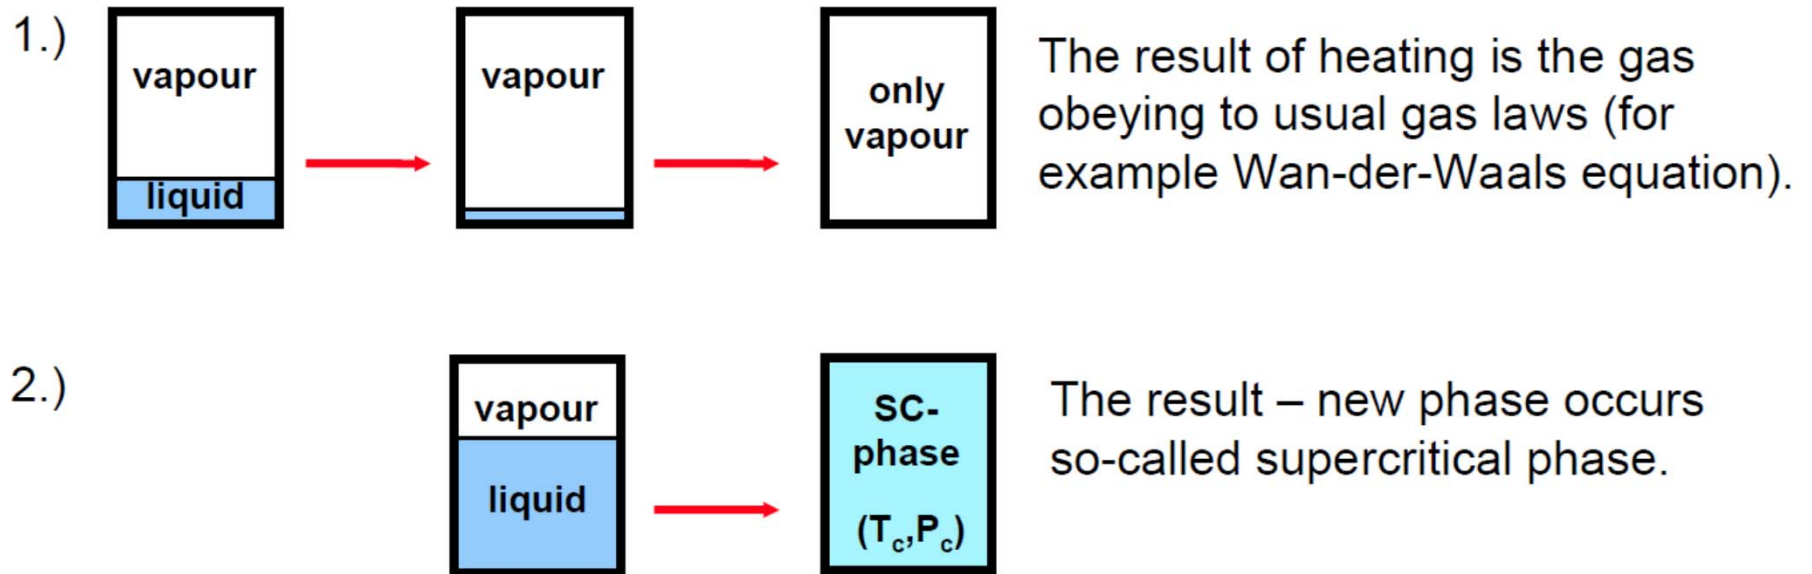 1.)
vapour
liquid
vapour
only
vapour
The result of heating is the gas
obeying to usual gas laws (for
example Wan-der-Waals equation).
2.)
vapour
liquid
SC-
phase
(Tc,Pc)
The result – new phase occurs
so-called supercritical phase.